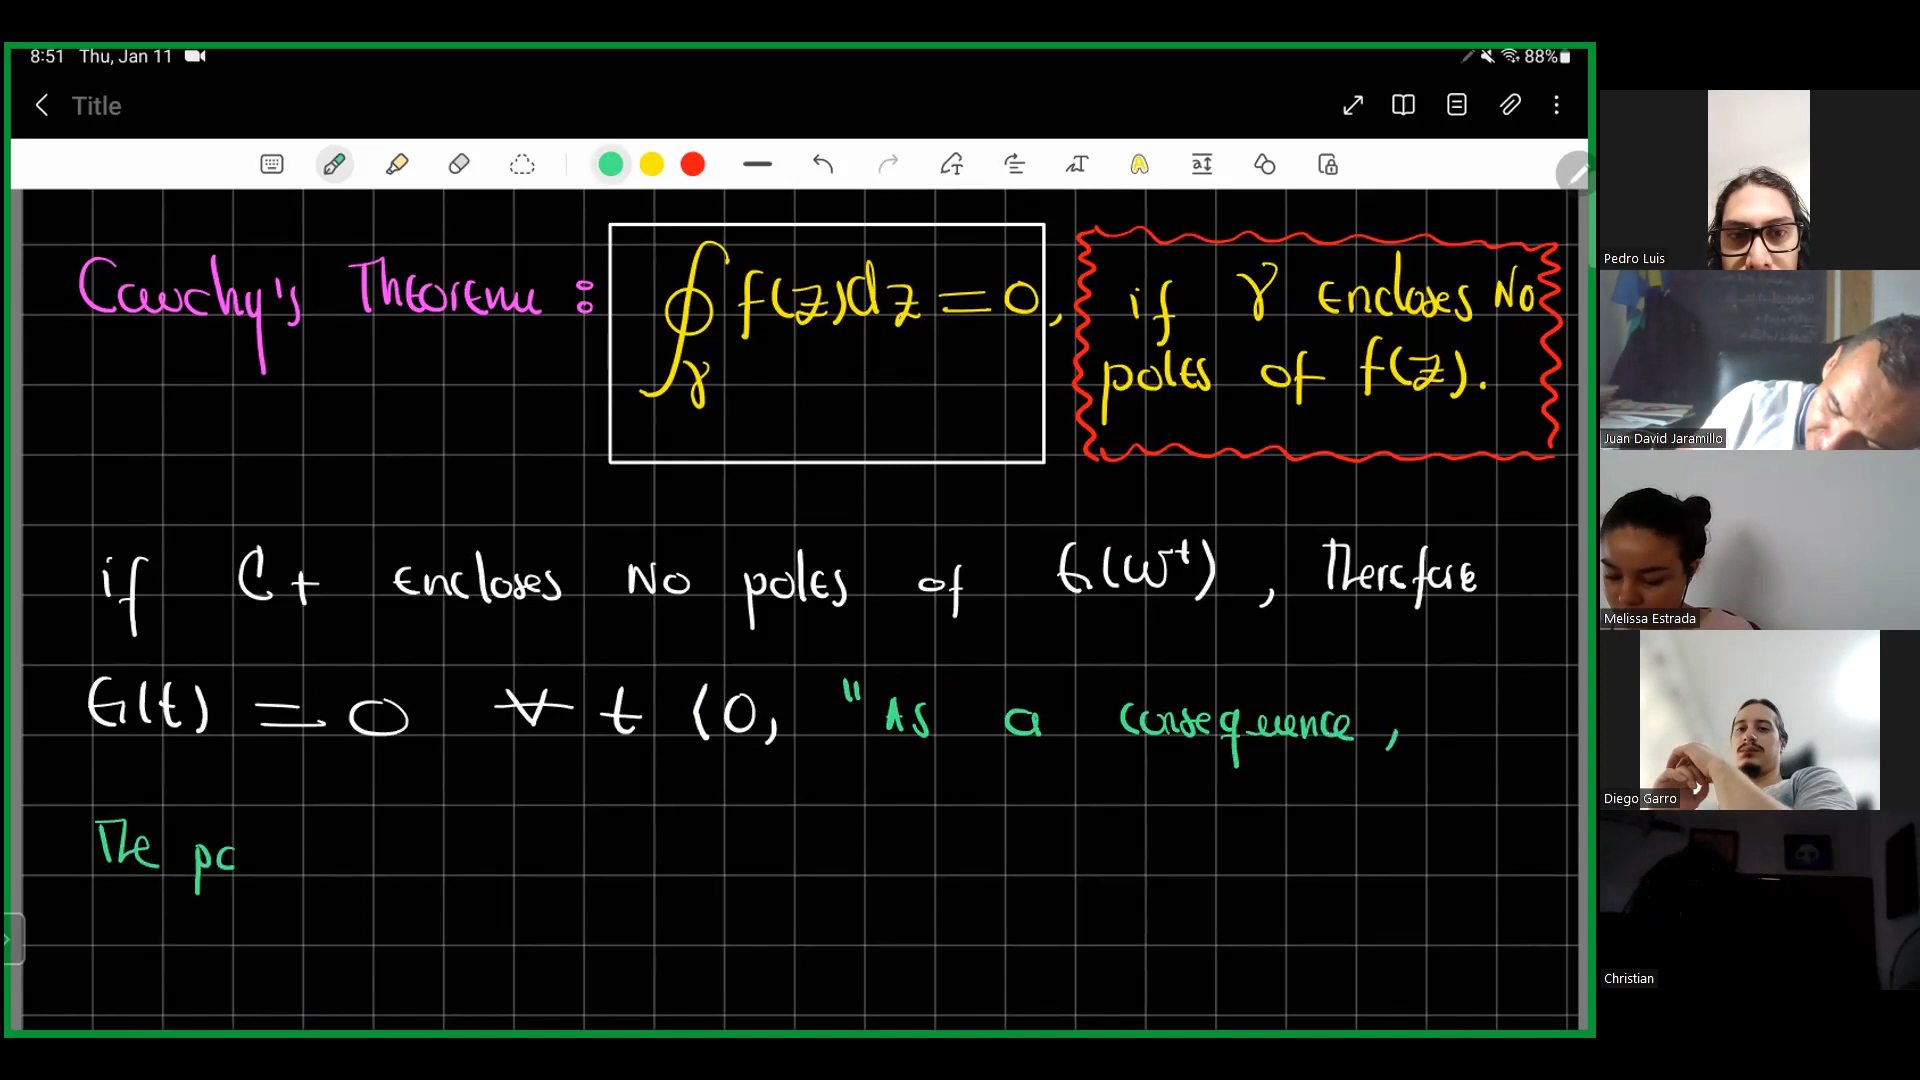 8:51 Thu, Jan 11
88%
Title
Cauchy's Theorem : ∮γ f(z)dz = 0, if γ encloses No
poles of f(z).
if C+ encloses No poles of G(ω+) , Therefore
G(t) = 0 ∀ t < 0, "As a consequence,
The po
Pedro Luis
Juan David Jaramillo
Melissa Estrada
Diego Garro
Christian